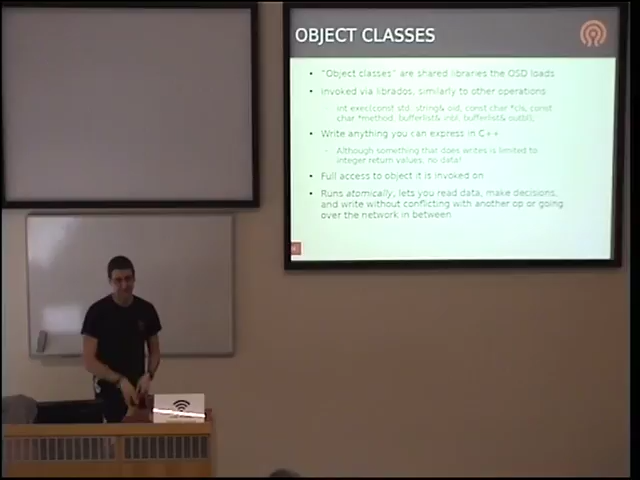 OBJECT CLASSES
• "Object classes" are shared libraries the OSD loads
• Invoked via librados, similarly to other operations
int exec(const std::string& oid, const char *cls, const
char *method, bufferlist& inbl, bufferlist& outbl);
• Write anything you can express in C++
- Although something that does writes is limited to
integer return values, no data!
• Full access to object it is invoked on
• Runs atomically, lets you read data, make decisions,
and write without conflicting with another op or going
over the network in between